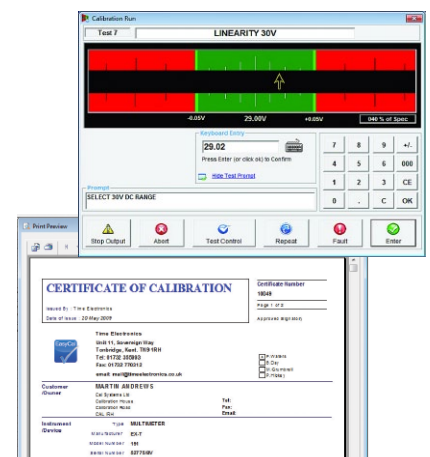 Calibration Run
Test 7 LINEARITY 30V
-0.05V 29.00V +0.05V 040 % of Spec
Keyboard Entry
29.02
Press Enter (or click ok) to Confirm
Hide Test Prompt
7 8 9 +/-
4 5 6 000
1 2 3 CE
0 . C OK
Prompt
SELECT 30V DC RANGE
Stop Output Abort Test Control Repeat Fault Enter
Print Preview
CERTIFICATE OF CALIBRATION
Certificate Number
10049
Issued By : Time Electronics
Page 1 of 2
Date of Issue : 20 May 2009
Approved Signatory
EasyCal
Time Electronics
Unit 11, Sovereign Way
Tonbridge, Kent. TN9 1RH
Tel: 01732 355993
Fax: 01732 770312
email: mail@timeelectronics.co.uk
Customer
/Owner
MARTIN ANDREWS
Cal Systems Ltd
Calibration House
Calibration Road
CAL RH
Tel:
Fax:
Email
Instrument
/Device
Type MULTIMETER
Manufacturer EX-7
Model Number 191
Serial Number